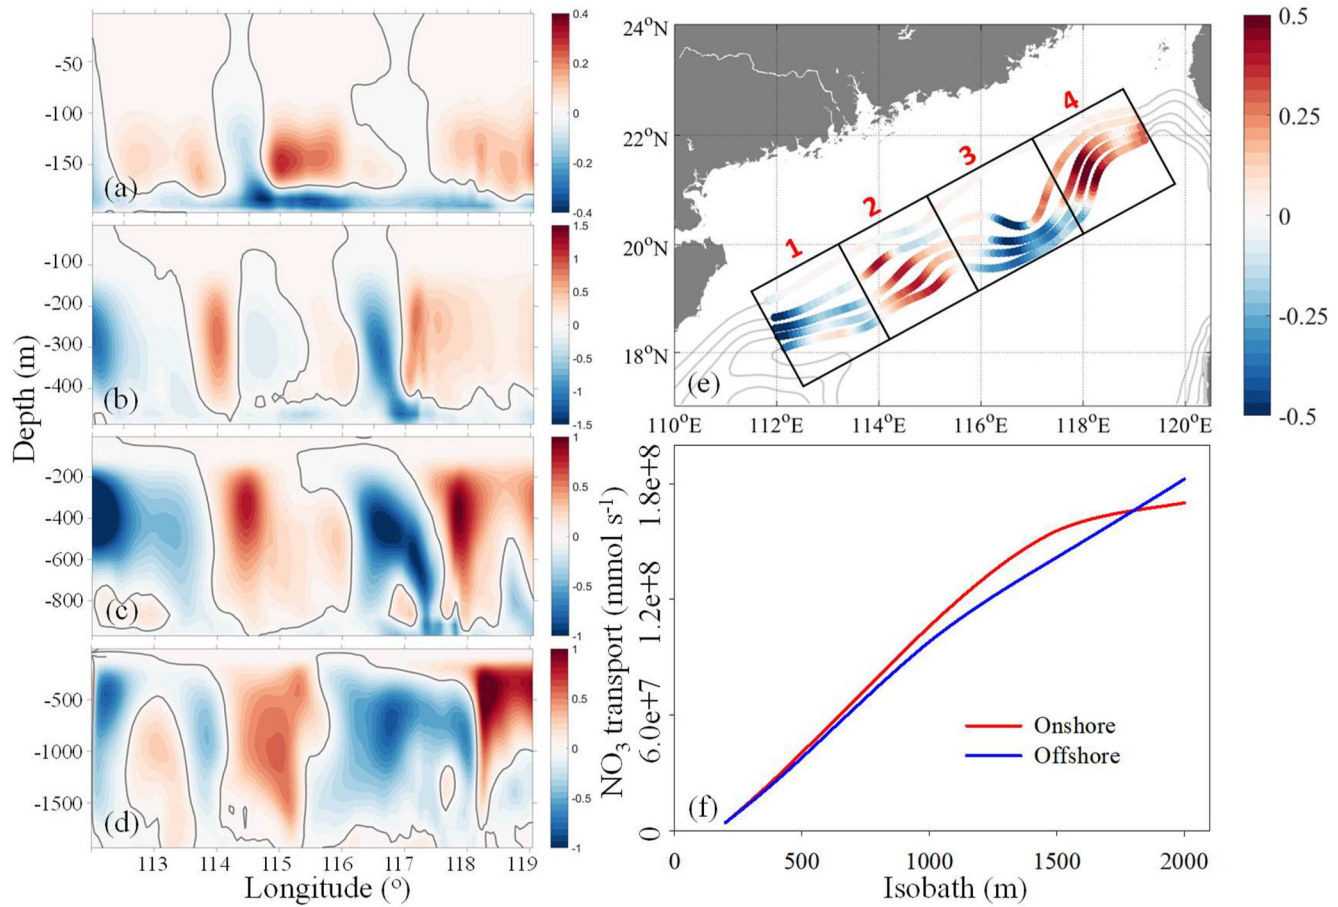 -50
-100
-150
(a)
0.4
0.2
0
-0.2
-0.4
-100
-200
-300
-400
(b)
1.5
1
0.5
0
-0.5
-1
-1.5
Depth (m)
-200
-400
-600
-800
(c)
1
0.5
0
-0.5
-1
-500
-1000
-1500
(d)
1
0.5
0
-0.5
-1
113 114 115 116 117 118 119
Longitude (°)
24°N
22°N
20°N
18°N
1
2
3
4
(e)
110°E 112°E 114°E 116°E 118°E 120°E
0.5
0.25
0
-0.25
-0.5
NO3 transport (mmol s-1)
1.8e+8
1.2e+8
6.0e+7
0
Onshore
Offshore
(f)
0 500 1000 1500 2000
Isobath (m)